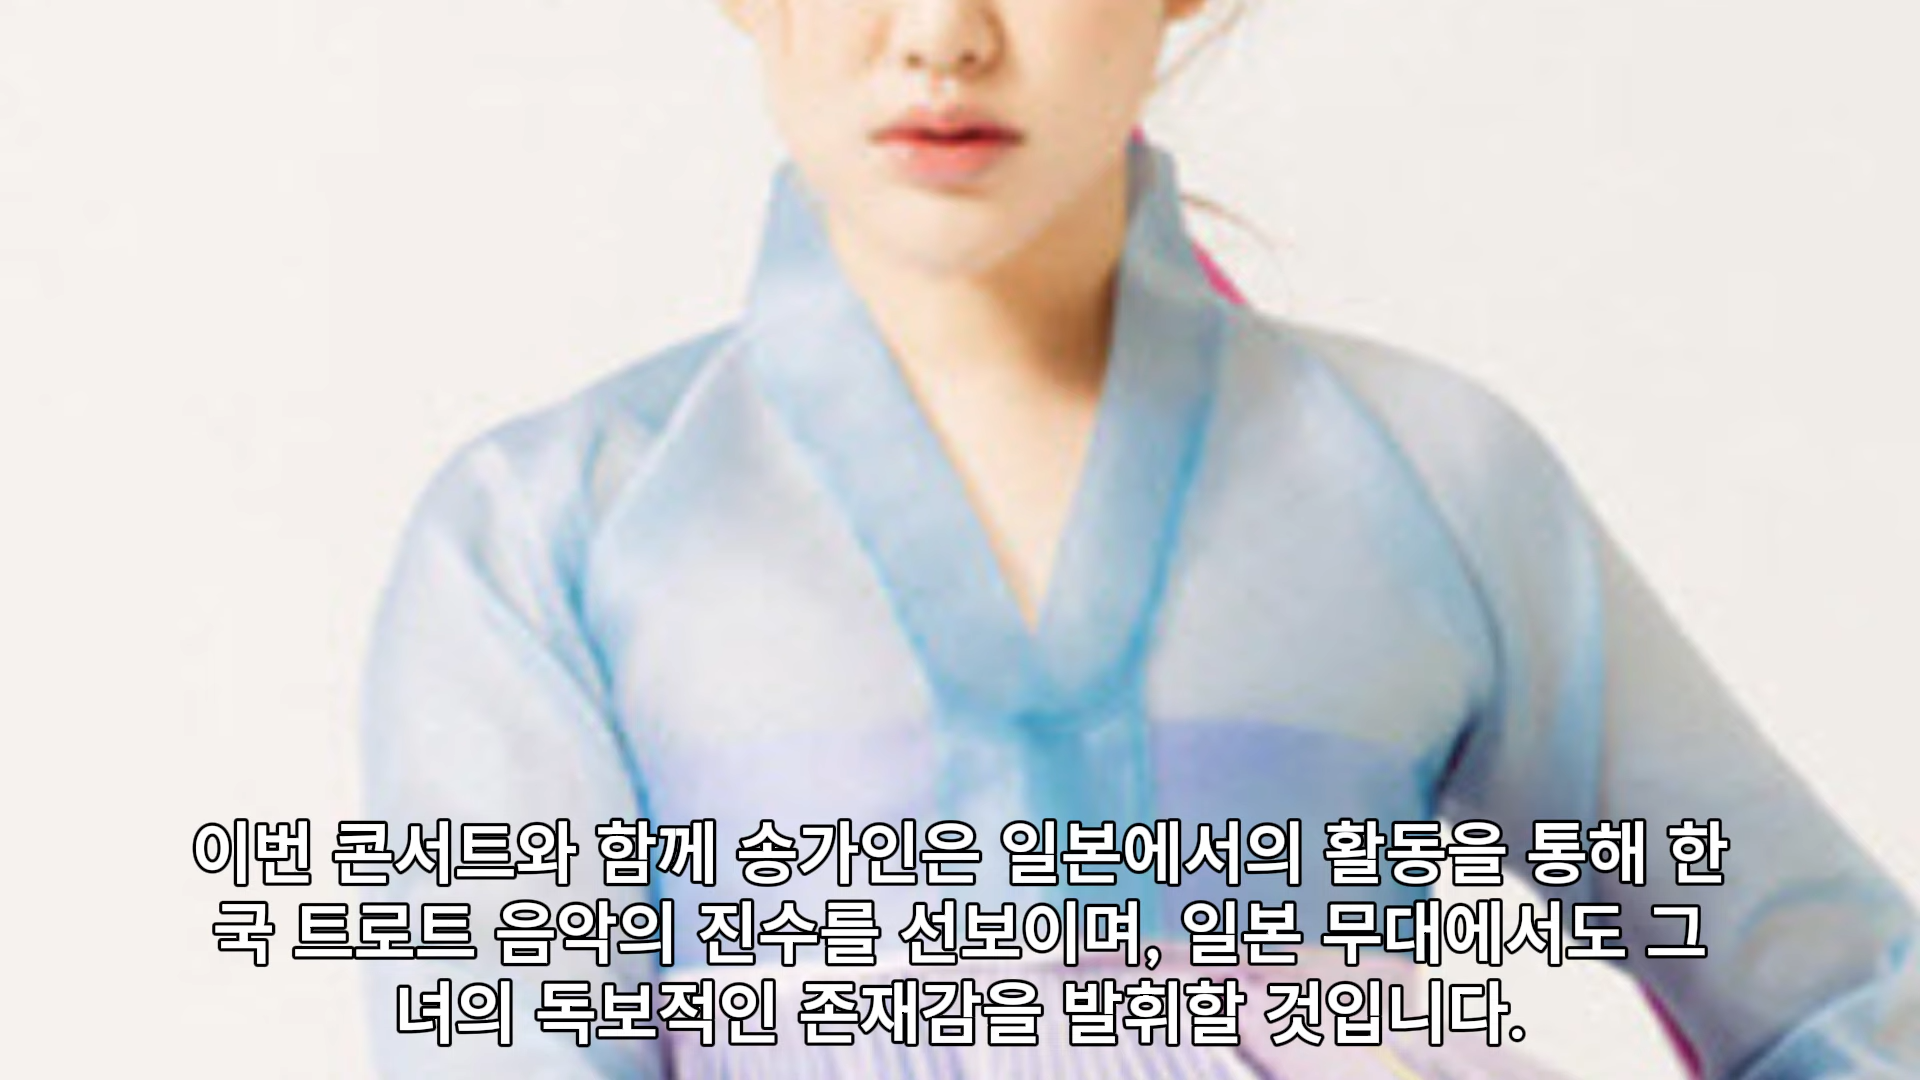 이번 콘서트와 함께 송가인은 일본에서의 활동을 통해 한
국 트로트 음악의 진수를 선보이며, 일본 무대에서도 그
녀의 독보적인 존재감을 발휘할 것입니다.